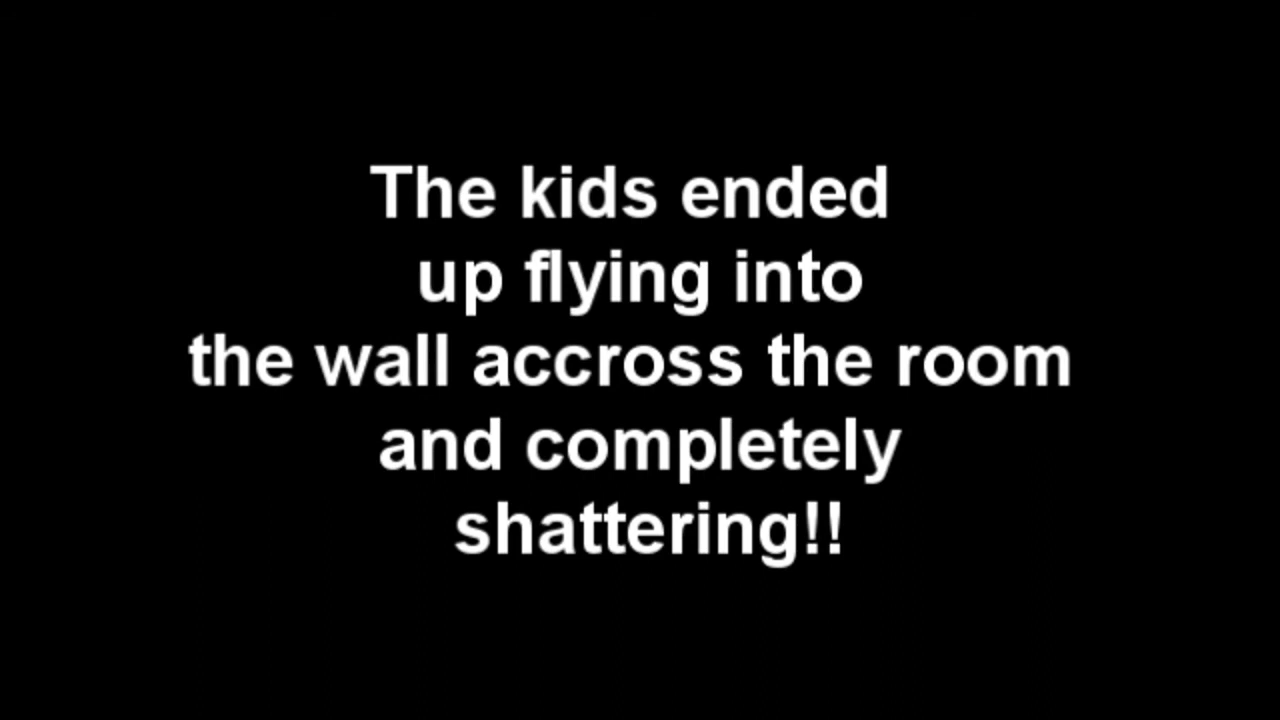 The kids ended
up flying into
the wall accross the room
and completely
shattering!!